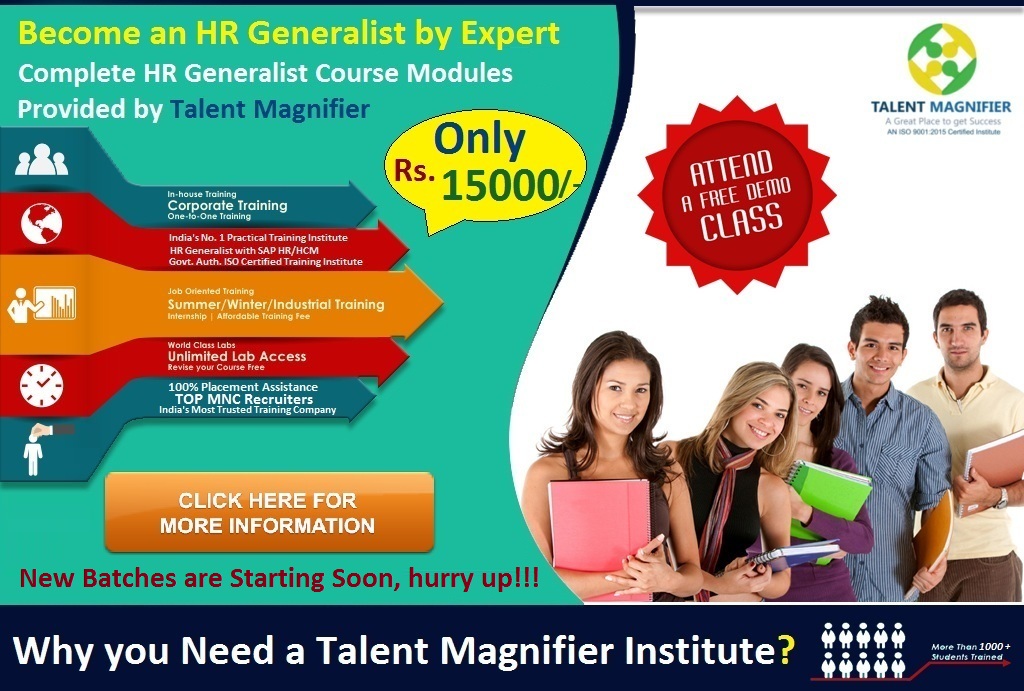 Become an HR Generalist by Expert
Complete HR Generalist Course Modules
Provided by Talent Magnifier
Only
Rs. 15000/-
In-house Training
Corporate Training
One-to-One Training
India's No. 1 Practical Training Institute
HR Generalist with SAP HR/HCM
Govt. Auth. ISO Certified Training Institute
Job Oriented Training
Summer/Winter/Industrial Training
Internship | Affordable Training Fee
World Class Labs
Unlimited Lab Access
Revise your Course Free
100% Placement Assistance
TOP MNC Recruiters
India's Most Trusted Training Company
CLICK HERE FOR
MORE INFORMATION
New Batches are Starting Soon, hurry up!!!
TALENT MAGNIFIER
A Great Place to get Success
AN ISO 9001:2015 Certified Institute
ATTEND
A FREE DEMO
CLASS
Why you Need a Talent Magnifier Institute?
More Than 1000+
Students Trained